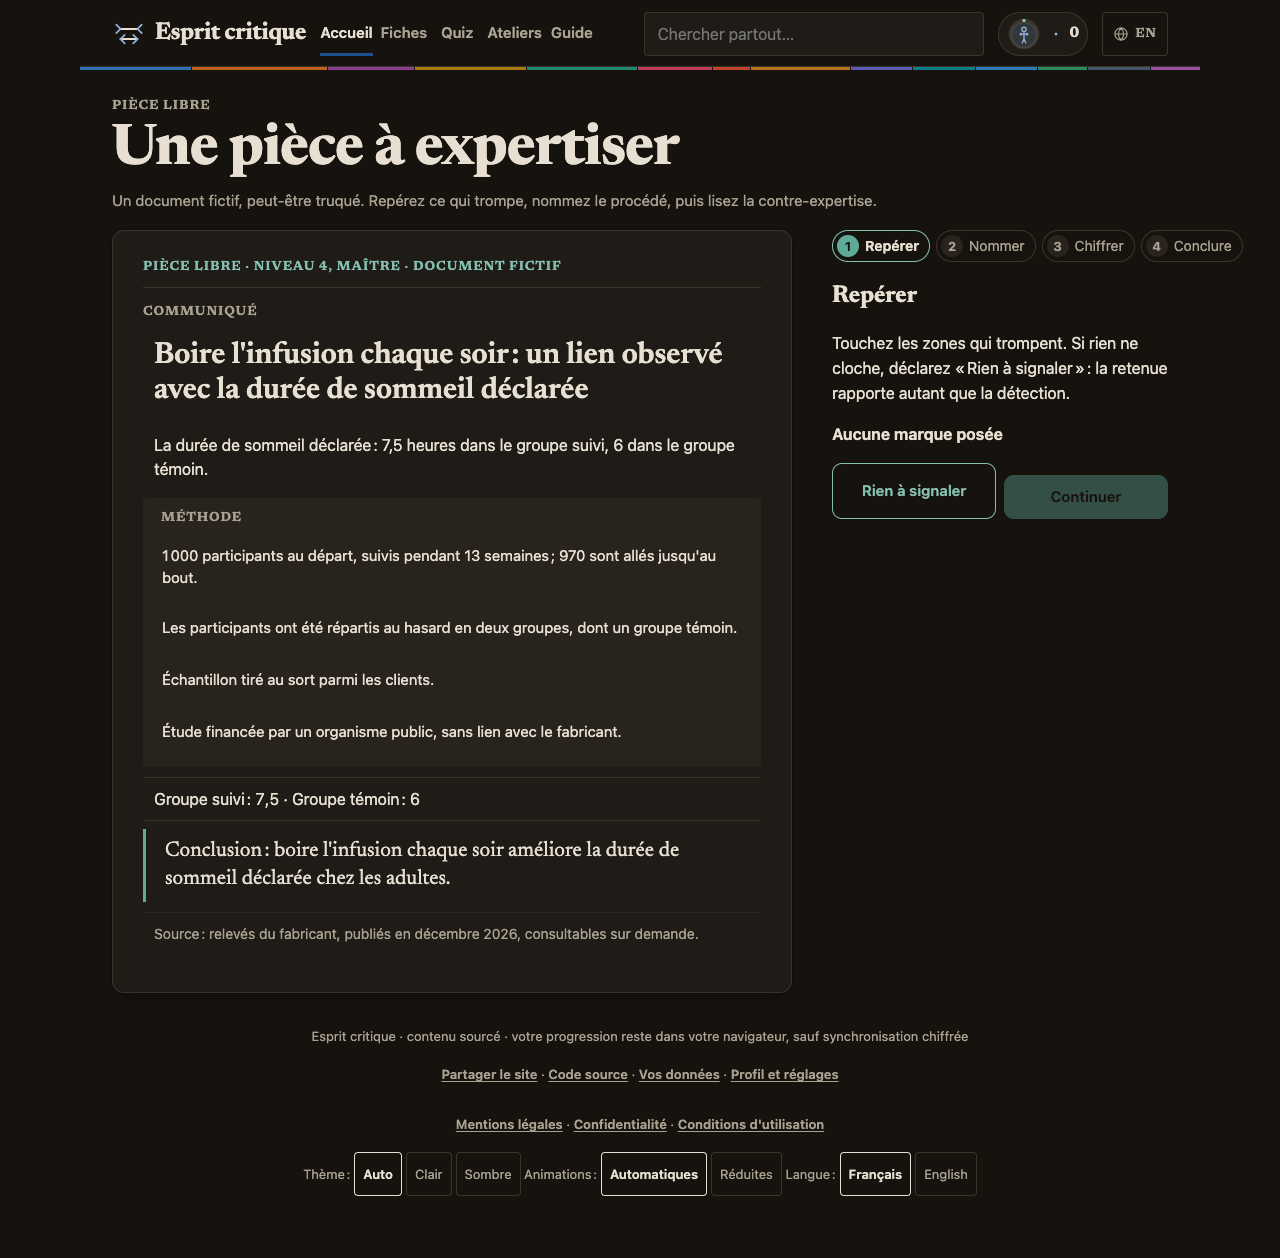 Esprit critique
Accueil Fiches Quiz Ateliers Guide
Chercher partout...
· 0
EN
PIÈCE LIBRE
Une pièce à expertiser
Un document fictif, peut-être truqué. Repérez ce qui trompe, nommez le procédé, puis lisez la contre-expertise.
PIÈCE LIBRE · NIVEAU 4, MAÎTRE · DOCUMENT FICTIF
COMMUNIQUÉ
Boire l'infusion chaque soir : un lien observé
avec la durée de sommeil déclarée
La durée de sommeil déclarée : 7,5 heures dans le groupe suivi, 6 dans le groupe
témoin.
MÉTHODE
1 000 participants au départ, suivis pendant 13 semaines ; 970 sont allés jusqu'au
bout.
Les participants ont été répartis au hasard en deux groupes, dont un groupe témoin.
Échantillon tiré au sort parmi les clients.
Étude financée par un organisme public, sans lien avec le fabricant.
Groupe suivi : 7,5 · Groupe témoin : 6
Conclusion : boire l'infusion chaque soir améliore la durée de
sommeil déclarée chez les adultes.
Source : relevés du fabricant, publiés en décembre 2026, consultables sur demande.
1 Repérer 2 Nommer 3 Chiffrer 4 Conclure
Repérer
Touchez les zones qui trompent. Si rien ne
cloche, déclarez « Rien à signaler » : la retenue
rapporte autant que la détection.
Aucune marque posée
Rien à signaler
Continuer
Esprit critique · contenu sourcé · votre progression reste dans votre navigateur, sauf synchronisation chiffrée
Partager le site · Code source · Vos données · Profil et réglages
Mentions légales · Confidentialité · Conditions d'utilisation
Thème : Auto Clair Sombre Animations : Automatiques Réduites Langue : Français English